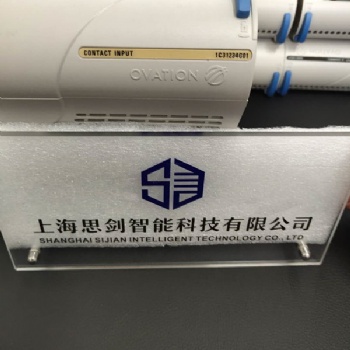 CONTACT INPUT 1C31234G01
OVATION
上海思剑智能科技有限公司
SHANGHAI SIJIAN INTELLIGENT TECHNOLOGY CO., LTD